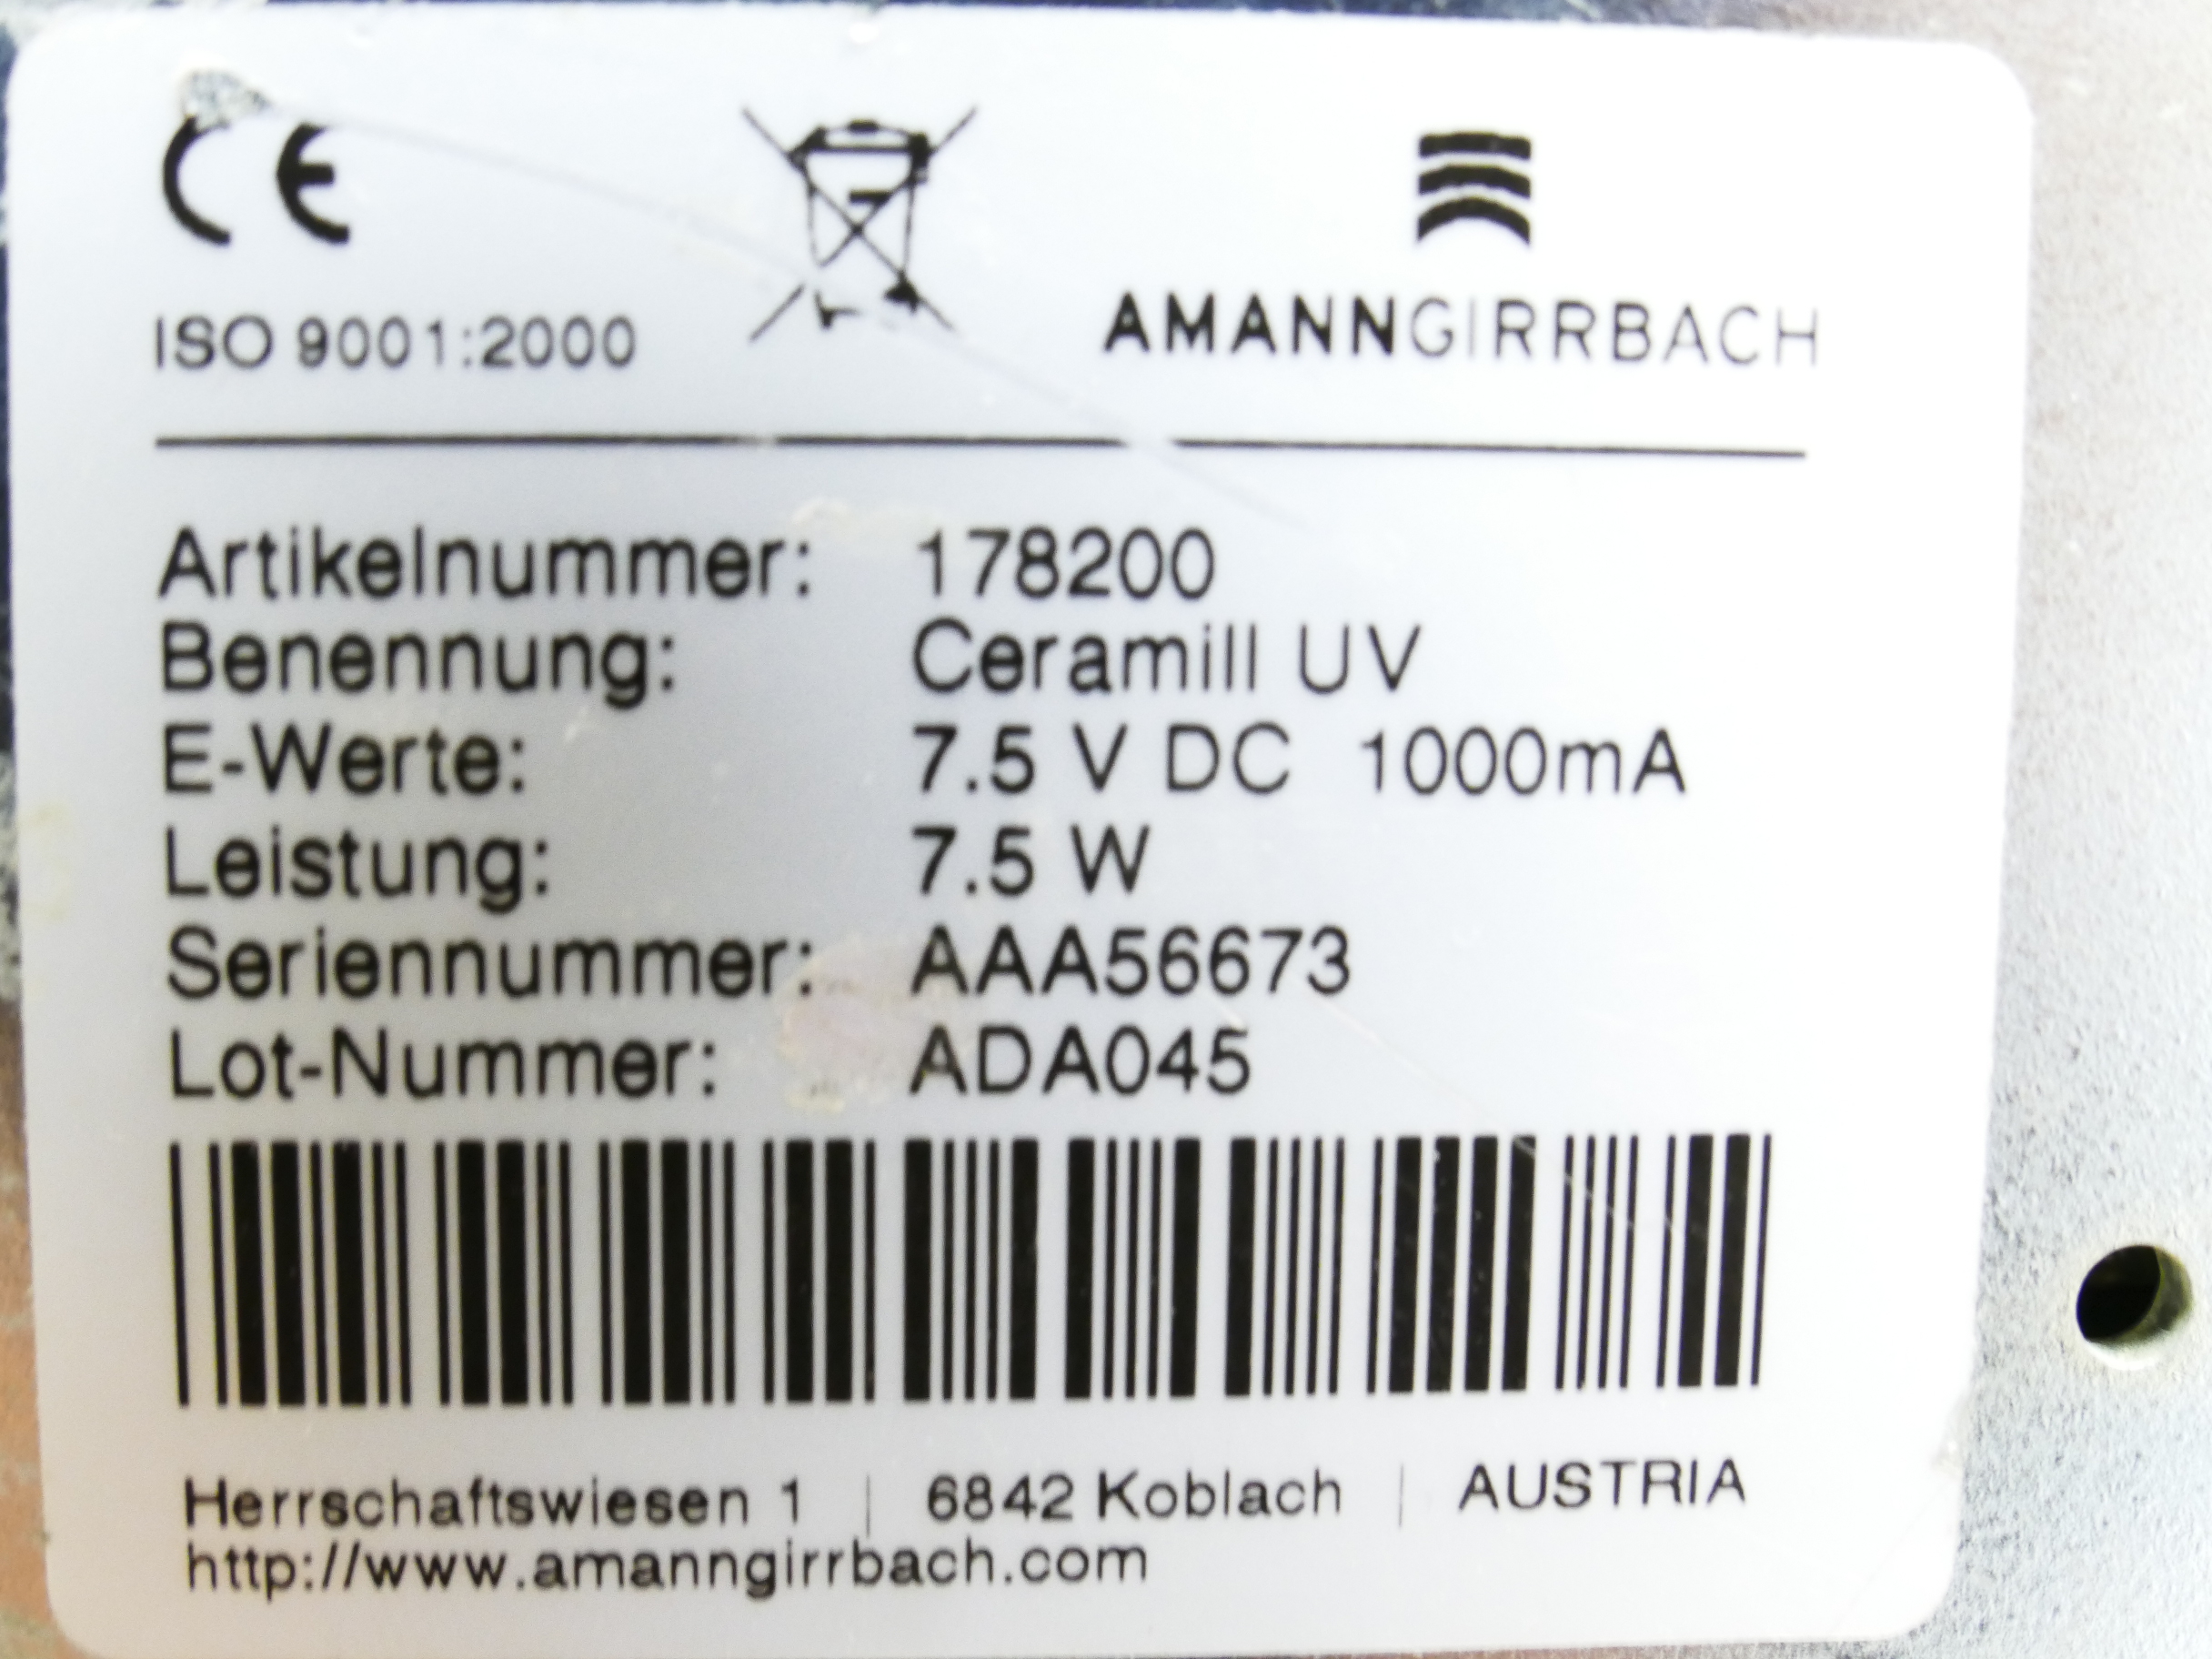 CE
ISO 9001:2000
AMANNGIRRBACH
Artikelnummer: 178200
Benennung: Ceramill UV
E-Werte: 7.5 V DC 1000mA
Leistung: 7.5 W
Seriennummer: AAA56673
Lot-Nummer: ADA045
Herrschaftswiesen 1 | 6842 Koblach | AUSTRIA
http://www.amanngirrbach.com